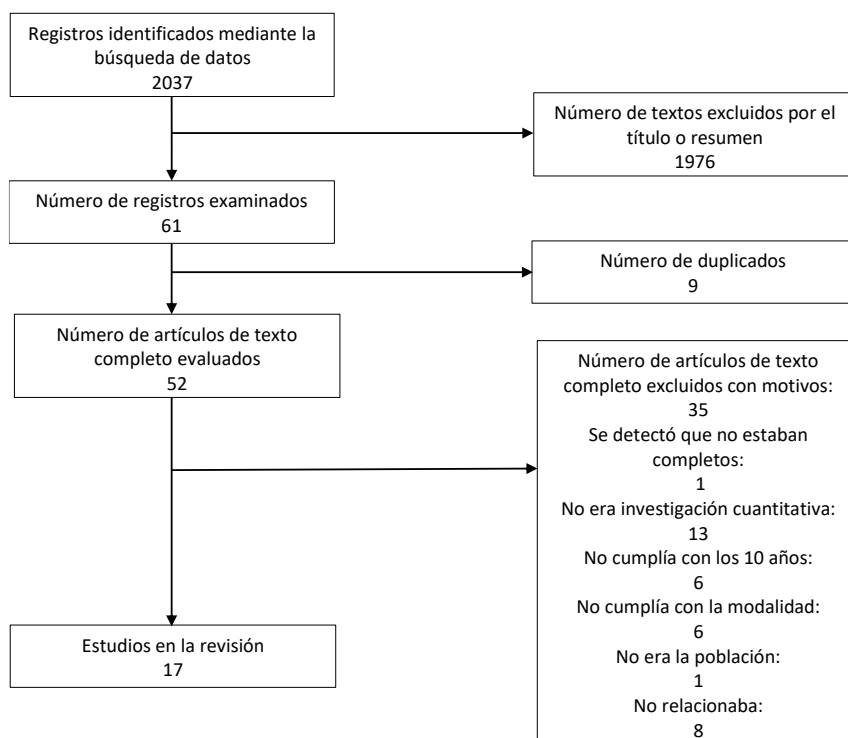 Registros identificados mediante la
búsqueda de datos
2037
Número de textos excluidos por el
título o resumen
1976
Número de registros examinados
61
Número de duplicados
9
Número de artículos de texto
completo evaluados
52
Número de artículos de texto
completo excluidos con motivos:
35
Se detectó que no estaban
completos:
1
No era investigación cuantitativa:
13
No cumplía con los 10 años:
6
No cumplía con la modalidad:
6
No era la población:
1
No relacionaba:
8
Estudios en la revisión
17